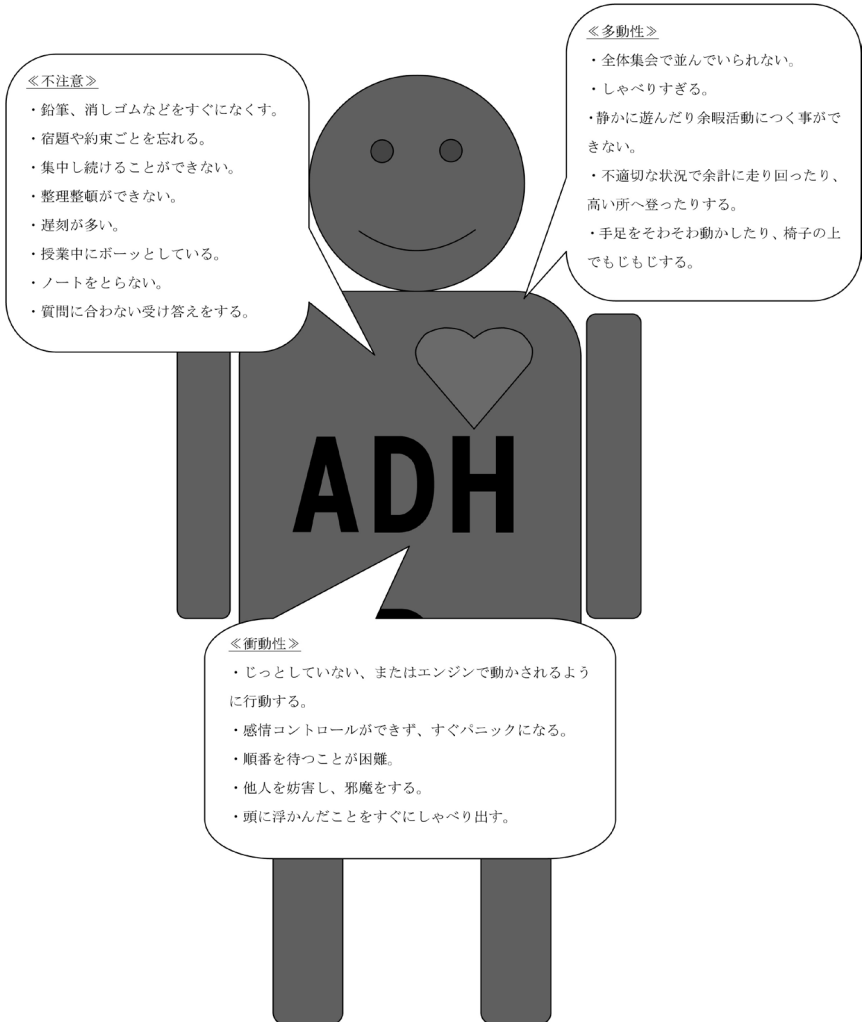 ≪不注意≫
・鉛筆、消しゴムなどをすぐになくす。
・宿題や約束ごとを忘れる。
・集中し続けることができない。
・整理整頓ができない。
・遅刻が多い。
・授業中にボーッとしている。
・ノートをとらない。
・質問に合わない受け答えをする。
≪多動性≫
・全体集会で並んでいられない。
・しゃべりすぎる。
・静かに遊んだり余暇活動につく事がで
きない。
・不適切な状況で余計に走り回ったり、
高い所へ登ったりする。
・手足をそわそわ動かしたり、椅子の上
でもじもじする。
ADH
≪衝動性≫
・じっとしていない、またはエンジンで動かされるよう
に行動する。
・感情コントロールができず、すぐパニックになる。
・順番を待つことが困難。
・他人を妨害し、邪魔をする。
・頭に浮かんだことをすぐにしゃべり出す。